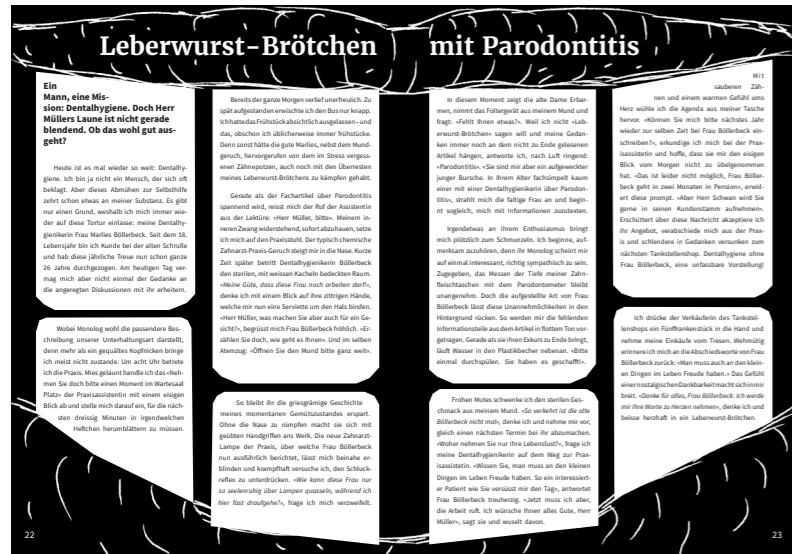 Leberwurst-Brötchen mit Parodontitis
Ein
Mann, eine Mis-
sion: Dentalhygiene. Doch Herr
Müllers Laune ist nicht gerade
blendend. Ob das wohl gut aus-
geht?
Heute ist es mal wieder so weit: Dentalhy-
giene. Ich bin ja nicht ein Mensch, der sich oft
beklagt. Aber dieses Abmühen zur Selbsthilfe
zehrt schon etwas an meiner Substanz. Es gibt
nur einen Grund, weshalb ich mich immer wie-
der auf diese Tortur einlasse: meine Dentalhy-
gienikerin Frau Marlies Böllerbeck. Seit dem 18.
Lebensjahr bin ich Kunde bei der alten Schrulle
und hab diese jährliche Treue nun schon ganze
26 Jahre durchgezogen. Am heutigen Tag ver-
mag mich aber nicht einmal der Gedanke an
die angeregten Diskussionen mit ihr erheitern.
Wobei Monolog wohl die passendere Bes-
chreibung unserer Unterhaltungsart darstellt,
denn mehr als ein gequältes Kopfnicken bringe
ich meist nicht zustande. Um acht Uhr betrete
ich die Praxis. Mies gelaunt handle ich das «Neh-
men Sie doch bitte einen Moment im Wartesaal
Platz» der Praxisassistentin mit einem eisigen
Blick ab und stelle mich darauf ein, für die näch-
sten dreissig Minuten in irgendwelchen
Heftchen herumblättern zu müssen.
Bereits der ganze Morgen verlief unerfreulich. Zu
spät aufgestanden erwischte ich den Bus nur knapp.
Ich hatte das Frühstück absichtlich ausgelassen – und
das, obschon ich üblicherweise immer frühstücke.
Denn sonst hätte die gute Marlies, nebst dem Mund-
geruch, hervorgerufen von dem im Stress vergess-
enen Zähneputzen, auch noch mit den Überresten
meines Leberwurst-Brötchens zu kämpfen gehabt.
Gerade als der Fachartikel über Parodontitis
spannend wird, reisst mich der Ruf der Assistentin
aus der Lektüre: «Herr Müller, bitte». Meinem in-
neren Zwang widerstehend, sofort abzuhauen, setze
ich mich auf den Praxisstuhl. Der typisch chemische
Zahnarzt-Praxis-Geruch steigt mir in die Nase. Kurze
Zeit später betritt Dentalhygienikerin Böllerbeck
den sterilen, mit weissen Kacheln bedeckten Raum.
«Meine Güte, dass diese Frau noch arbeiten darf!»,
denke ich mit einem Blick auf ihre zittrigen Hände,
welche mir nun eine Serviette um den Hals binden.
«Herr Müller, was machen Sie aber auch für ein Ge-
sicht?», begrüsst mich Frau Böllerbeck fröhlich. «Er-
zählen Sie doch, wie geht es Ihnen». Und im selben
Atemzug: «Öffnen Sie den Mund bitte ganz weit».
So bleibt ihr die griesgrämige Geschichte
meines momentanen Gemütszustandes erspart.
Ohne die Nase zu rümpfen macht sie sich mit
geübten Handgriffen ans Werk. Die neue Zahnarzt-
Lampe der Praxis, über welche Frau Böllerbeck
nun ausführlich berichtet, lässt mich beinahe er-
blinden und krampfhaft versuche ich, den Schluck-
reflex zu unterdrücken. «Wie kann diese Frau nur
so seelenruhig über Lampen quasseln, während ich
hier fast draufgehe?», frage ich mich verzweifelt.
In diesem Moment zeigt die alte Dame Erbar-
men, nimmt das Foltergerät aus meinem Mund und
fragt: «Fehlt Ihnen etwas?». Weil ich nicht «Leb-
erwurst-Brötchen» sagen will und meine Gedan-
ken immer noch an dem nicht zu Ende gelesenen
Artikel hängen, antworte ich, nach Luft ringend:
«Parodontitis». «Sie sind mir aber ein aufgeweckter
junger Bursche. In Ihrem Alter fachsimpelt kaum
einer mit einer Dentalhygienikerin über Parodon-
titis», strahlt mich die faltige Frau an und begin-
nt sogleich, mich mit Informationen zuzutexten.
Irgendetwas an ihrem Enthusiasmus bringt
mich plötzlich zum Schmunzeln. Ich beginne, auf-
merksam zuzuhören, denn ihr Monolog scheint mir
auf einmal interessant, richtig sympathisch zu sein.
Zugegeben, das Messen der Tiefe meiner Zahn-
fleischtaschen mit dem Parodontometer bleibt
unangenehm. Doch die aufgestellte Art von Frau
Böllerbeck lässt diese Unannehmlichkeiten in den
Hintergrund rücken. So werden mir die fehlenden
Informationsteile aus dem Artikel in flottem Ton vor-
getragen. Gerade als sie ihren Exkurs zu Ende bringt,
läuft Wasser in den Plastikbecher nebenan. «Bitte
einmal durchspülen. Sie haben es geschafft!».
Frohen Mutes schwenke ich den sterilen Ges-
chmack aus meinem Mund. «So verkehrt ist die alte
Böllerbeck nicht mal», denke ich und nehme mir vor,
gleich einen nächsten Termin bei ihr abzumachen.
«Woher nehmen Sie nur Ihre Lebenslust?», frage ich
meine Dentalhygienikerin auf dem Weg zur Prax-
isassistentin. «Wissen Sie, man muss an den kleinen
Dingen im Leben Freude haben. So ein interessiert-
er Patient wie Sie versüsst mir den Tag», antwortet
Frau Böllerbeck treuherzig. «Jetzt muss ich aber,
die Arbeit ruft. Ich wünsche Ihnen alles Gute, Herr
Müller», sagt sie und wuselt davon.
Mit
sauberen Zäh-
nen und einem warmen Gefühl ums
Herz wühle ich die Agenda aus meiner Tasche
hervor. «Können Sie mich bitte nächstes Jahr
wieder zur selben Zeit bei Frau Böllerbeck ein-
schreiben?», erkundige ich mich bei der Prax-
isassistentin und hoffe, dass sie mir den eisigen
Blick vom Morgen nicht zu übelgenommen
hat. «Das ist leider nicht möglich, Frau Böller-
beck geht in zwei Monaten in Pension», erwid-
ert diese prompt. «Aber Herr Schwan wird Sie
gerne in seinen Kundenstamm aufnehmen».
Erschüttert über diese Nachricht akzeptiere ich
ihr Angebot, verabschiede mich aus der Prax-
is und schlendere in Gedanken versunken zum
nächsten Tankstellenshop. Dentalhygiene ohne
Frau Böllerbeck, eine unfassbare Vorstellung!
Ich drücke der Verkäuferin des Tankstel-
lenshops ein Fünffrankenstück in die Hand und
nehme meine Einkäufe vom Tresen. Wehmütig
erinnere ich mich an die Abschiedsworte von Frau
Böllerbeck zurück: «Man muss auch an den klein-
en Dingen im Leben Freude haben.» Das Gefühl
einer nostalgischen Dankbarkeit macht sich in mir
breit. «Danke für alles, Frau Böllerbeck. Ich werde
mir Ihre Worte zu Herzen nehmen», denke ich und
beisse herzhaft in ein Leberwurst-Brötchen.
22
23